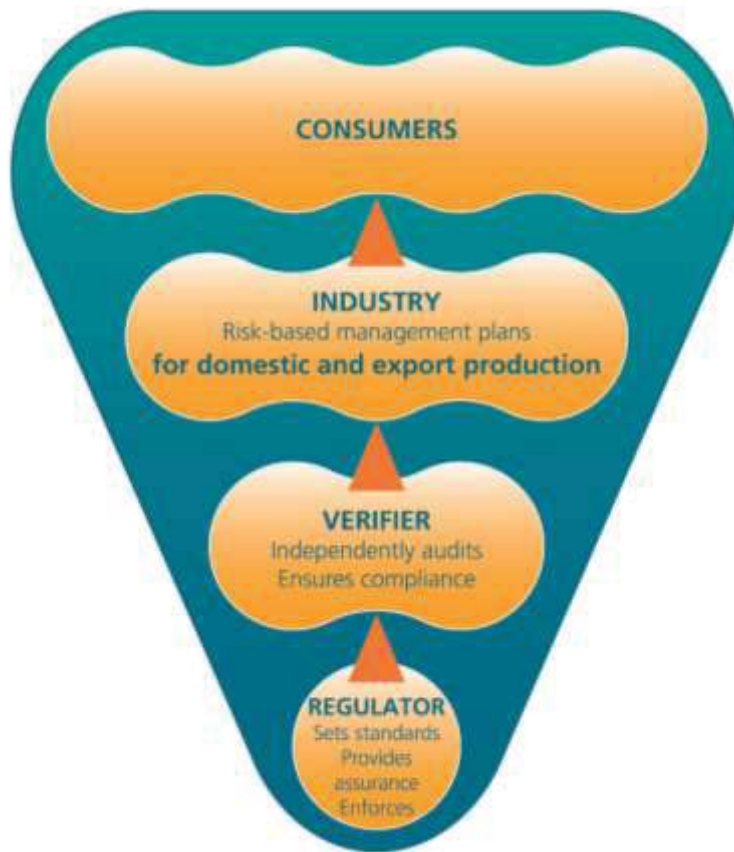 CONSUMERS
INDUSTRY
Risk-based management plans
for domestic and export production
VERIFIER
Independently audits
Ensures compliance
REGULATOR
Sets standards
Provides
assurance
Enforces